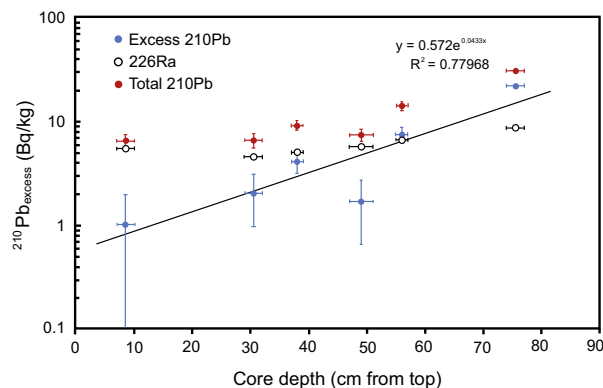 100
10
1
0.1
²¹⁰Pbexcess (Bq/kg)
Excess 210Pb
226Ra
Total 210Pb
y = 0.572e^0.0433x
R² = 0.77968
0 10 20 30 40 50 60 70 80 90
Core depth (cm from top)